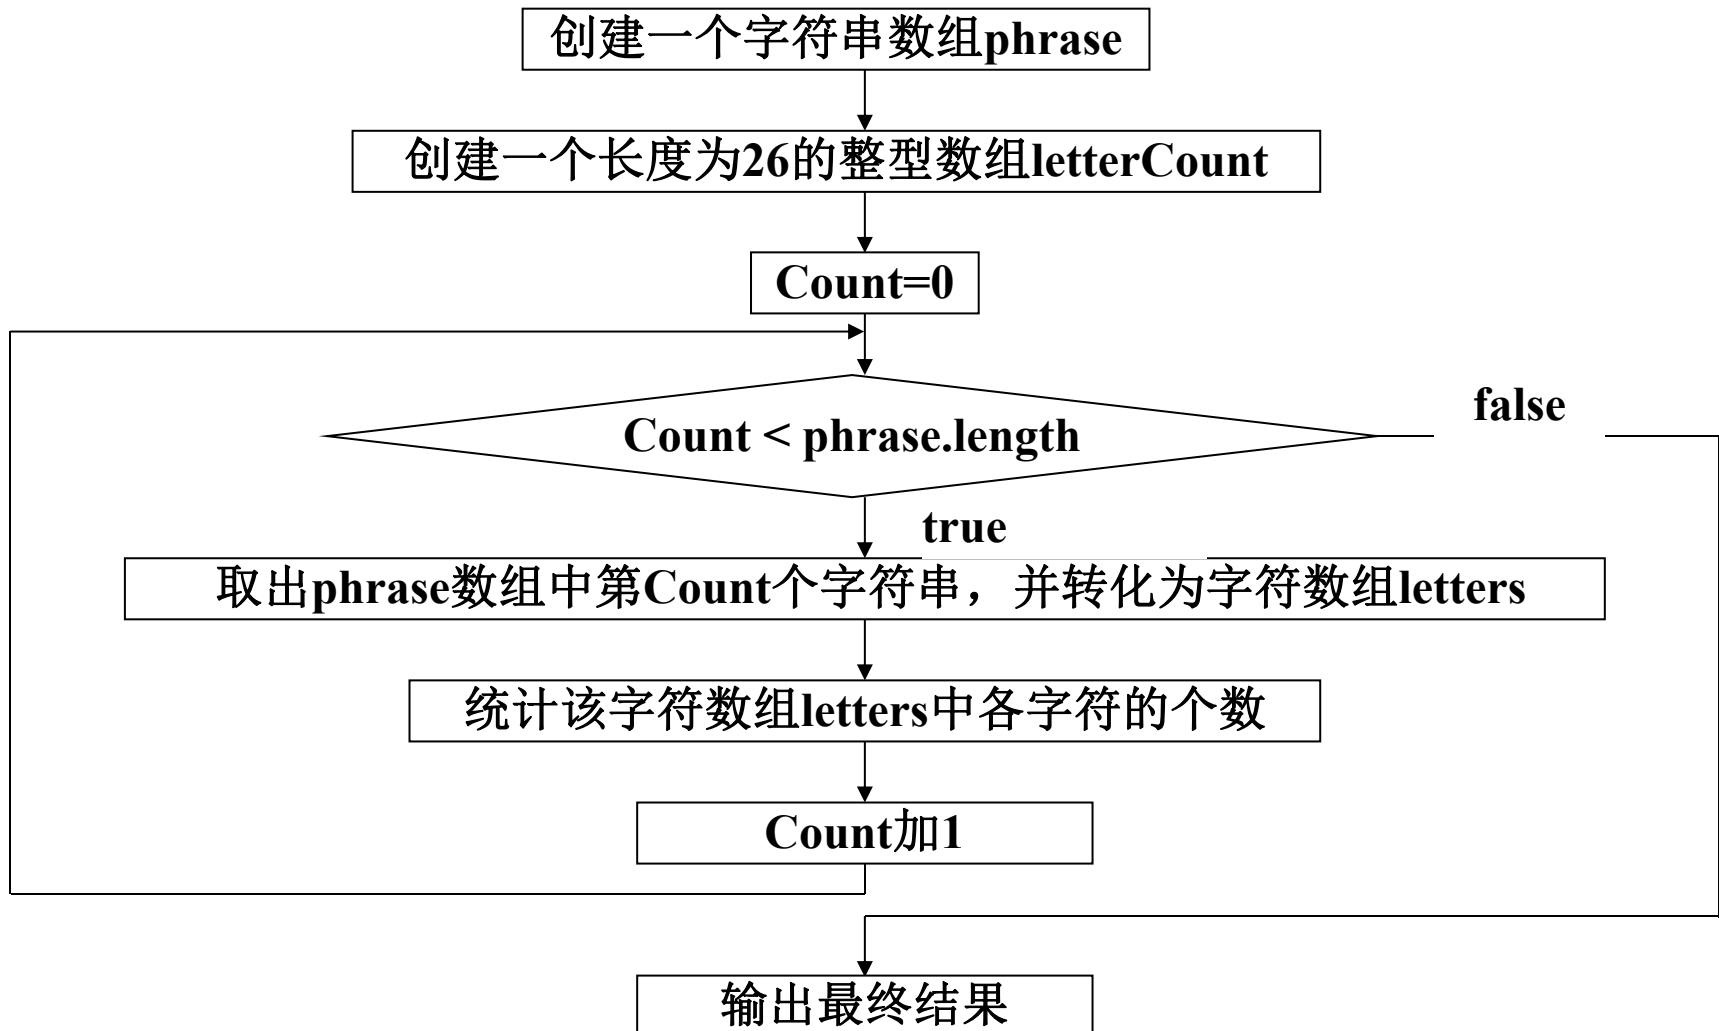 创建一个字符串数组phrase
创建一个长度为26的整型数组letterCount
Count=0
Count < phrase.length
false
true
取出phrase数组中第Count个字符串，并转化为字符数组letters
统计该字符数组letters中各字符的个数
Count加1
输出最终结果